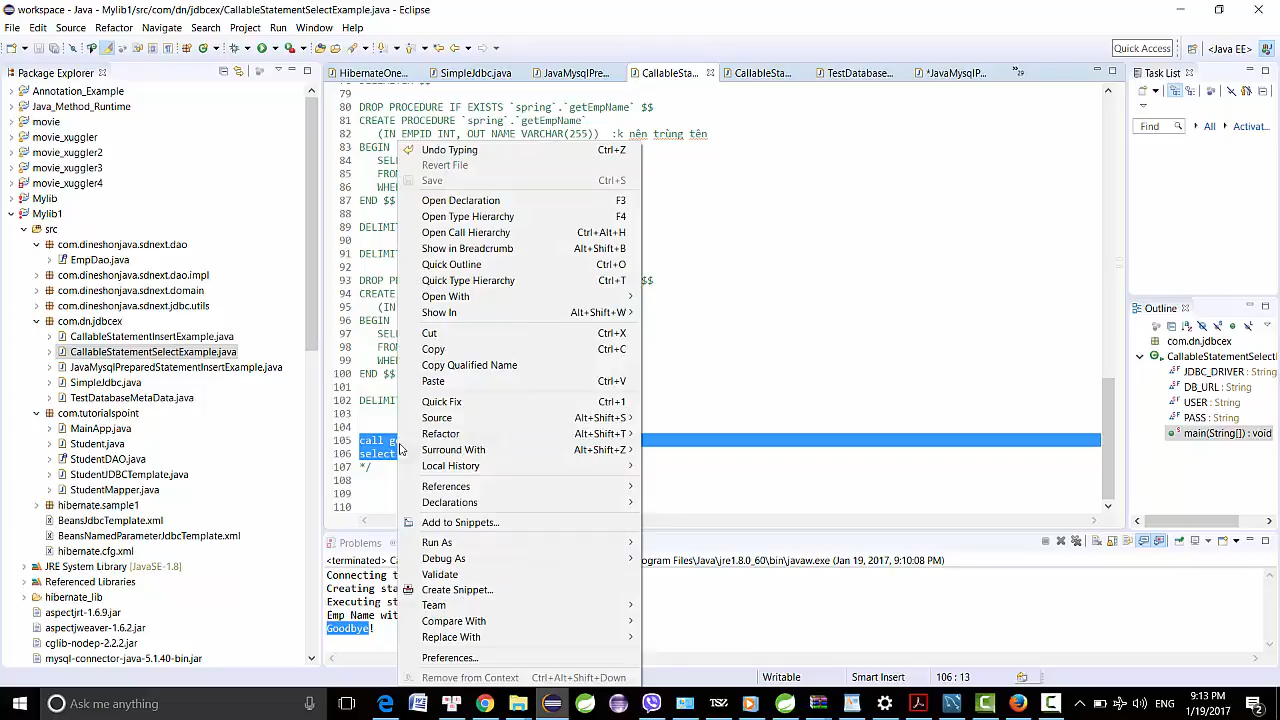 workspace - Java - Mylib1/src/com/dn/jdbcex/CallableStatementSelectExample.java - Eclipse
File Edit Source Refactor Navigate Search Project Run Window Help
Quick Access
<Java EE>
Package Explorer
HibernateOne...
SimpleJdbc.java
JavaMysqlPre...
CallableSta...
CallableSta...
TestDatabase...
*JavaMysqlP...
Task List
Annotation_Example
Java_Method_Runtime
movie
movie_xuggler
movie_xuggler2
movie_xuggler3
movie_xuggler4
Mylib
Mylib1
src
com.dineshonjava.sdnext.dao
EmpDao.java
com.dineshonjava.sdnext.dao.impl
com.dineshonjava.sdnext.domain
com.dineshonjava.sdnext.jdbc.utils
com.dn.jdbcex
CallableStatementInsertExample.java
CallableStatementSelectExample.java
JavaMysqlPreparedStatementInsertExample.java
SimpleJdbc.java
TestDatabaseMetaData.java
com.tutorialspoint
MainApp.java
Student.java
StudentDAO.java
StudentJDBCTemplate.java
StudentMapper.java
hibernate.sample1
BeansJdbcTemplate.xml
BeansNamedParameterJdbcTemplate.xml
hibernate.cfg.xml
JRE System Library [JavaSE-1.8]
Referenced Libraries
hibernate_lib
aspectjrt-1.6.9.jar
aspectjweaver-1.6.2.jar
cglib-nodep-2.2.2.jar
mysql-connector-java-5.1.40-bin.jar
79
80 DROP PROCEDURE IF EXISTS `spring`.`getEmpName` $$
81 CREATE PROCEDURE `spring`.`getEmpName`
82 (IN EMPID INT, OUT NAME VARCHAR(255)) :k nên trùng tên
83 BEGIN
84 SEL
85 FRO
86 WHE
87 END $$
88
89 DELIMIT
90
91 DELIMIT
92
93 DROP P $$
94 CREATE
95 (IN
96 BEGIN
97 SEL
98 FRO
99 WHE
100 END $$
101
102 DELIMIT
103
104
105 call ge
106 select
107 */
108
109
110
Undo Typing Ctrl+Z
Revert File
Save Ctrl+S
Open Declaration F3
Open Type Hierarchy F4
Open Call Hierarchy Ctrl+Alt+H
Show in Breadcrumb Alt+Shift+B
Quick Outline Ctrl+O
Quick Type Hierarchy Ctrl+T
Open With
Show In Alt+Shift+W
Cut Ctrl+X
Copy Ctrl+C
Copy Qualified Name
Paste Ctrl+V
Quick Fix Ctrl+1
Source Alt+Shift+S
Refactor Alt+Shift+T
Surround With Alt+Shift+Z
Local History
References
Declarations
Add to Snippets...
Run As
Debug As
Validate
Create Snippet...
Team
Compare With
Replace With
Preferences...
Remove from Context Ctrl+Alt+Shift+Down
Find All Activat...
Outline
com.dn.jdbcex
CallableStatementSelectE
JDBC_DRIVER : String
DB_URL : String
USER : String
PASS : String
main(String[]) : void
Problems
<terminated> C ogram Files\Java\jre1.8.0_60\bin\javaw.exe (Jan 19, 2017, 9:10:08 PM)
Connecting t
Creating sta
Executing st
Emp Name wit
Goodbye!
Writable Smart Insert 106 : 13
Ask me anything
ENG
9:13 PM
1/19/2017